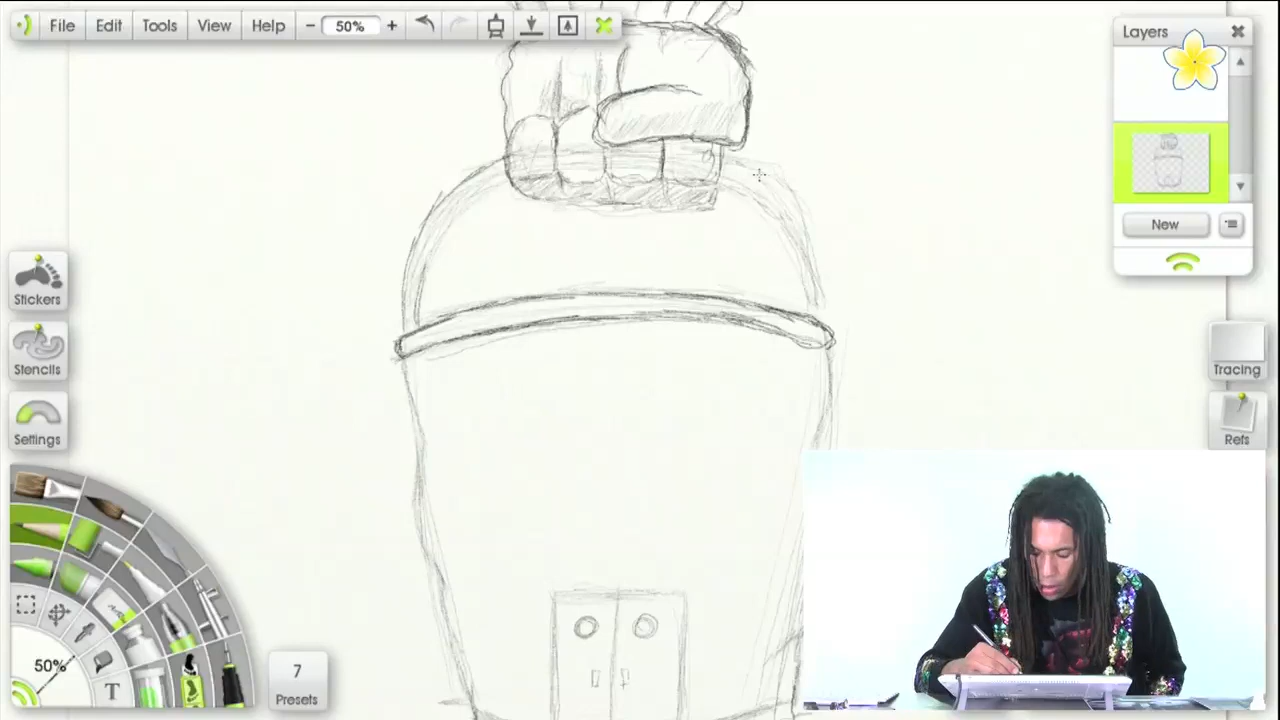 File Edit Tools View Help − 50% +
Layers
New
Stickers
Stencils
Settings
Tracing
Refs
50%
T
7
Presets